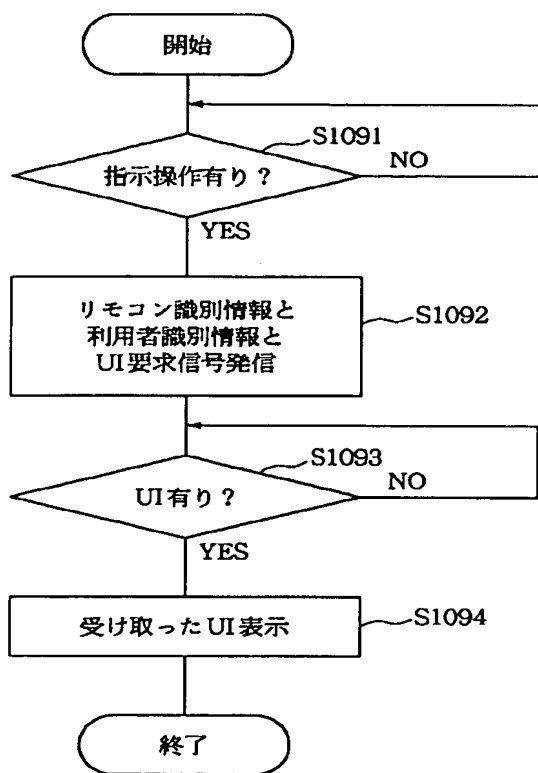 開始
S1091
指示操作有り?
NO
YES
リモコン識別情報と
利用者識別情報と
UI要求信号発信
S1092
S1093
UI有り?
NO
YES
受け取ったUI表示
S1094
終了